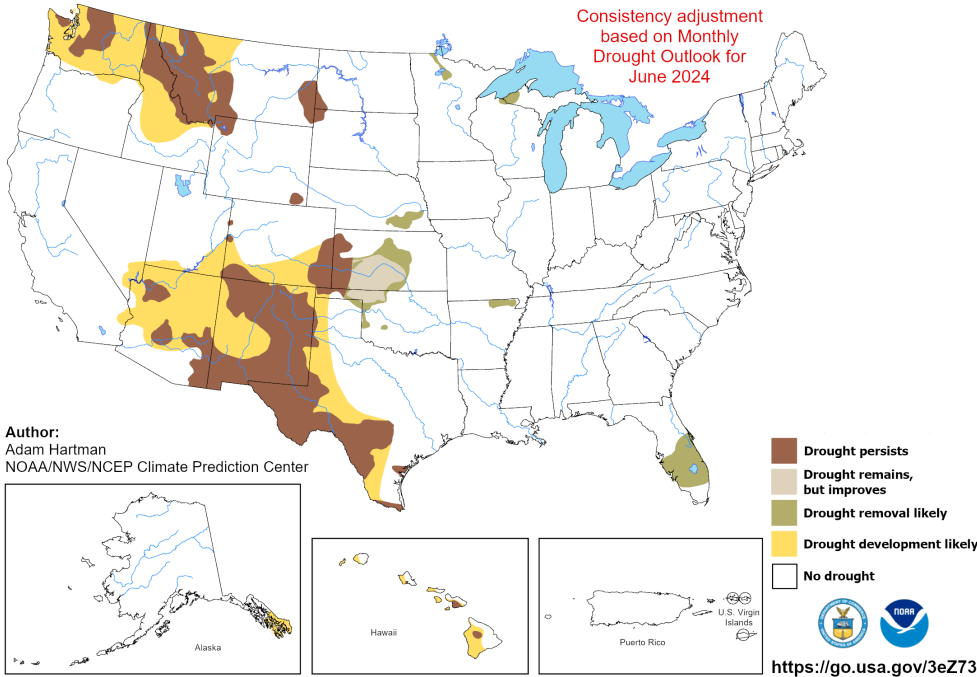 Consistency adjustment
based on Monthly
Drought Outlook for
June 2024
Author:
Adam Hartman
NOAA/NWS/NCEP Climate Prediction Center
Drought persists
Drought remains,
but improves
Drought removal likely
Drought development likely
No drought
Alaska
Hawaii
Puerto Rico
U.S. Virgin
Islands
NOAA
https://go.usa.gov/3eZ73